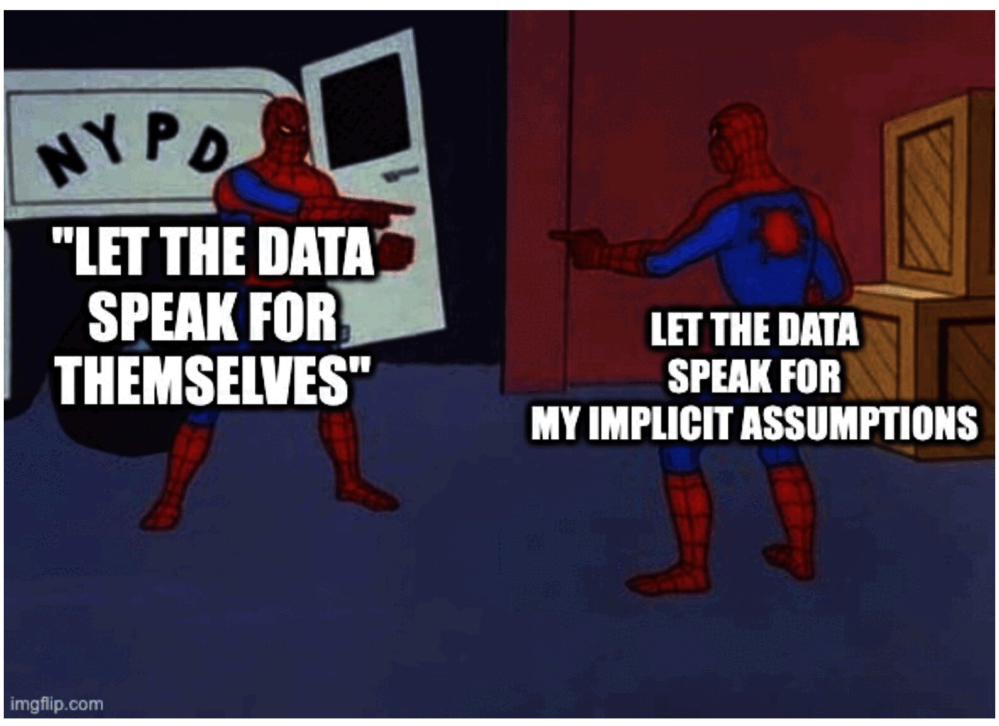 NYPD
"LET THE DATA
SPEAK FOR
THEMSELVES"
LET THE DATA
SPEAK FOR
MY IMPLICIT ASSUMPTIONS
imgflip.com